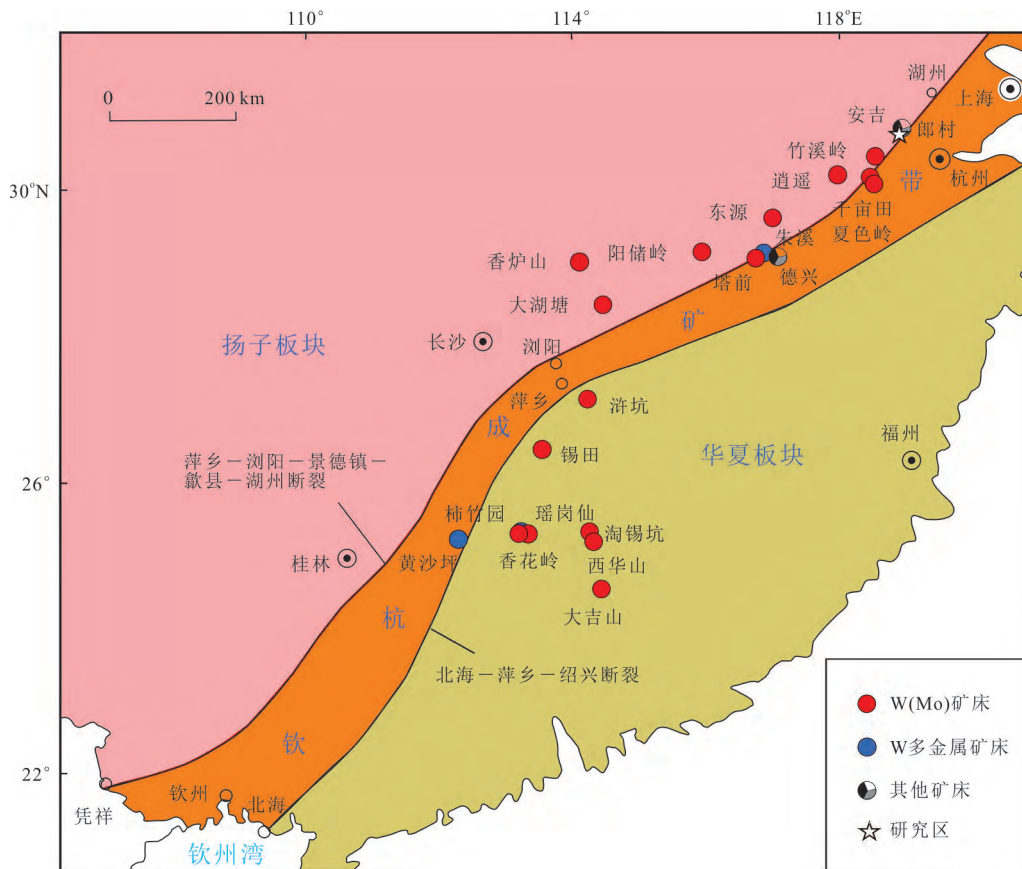 110°
114°
118°E
0
200 km
湖州
上海
安吉
郎村
竹溪岭
30°N
逍遥
带
杭州
东源
千亩田
夏色岭
朱溪
阳储岭
香炉山
塔前
德兴
大湖塘
矿
扬子板块
长沙
浏阳
萍乡
浒坑
成
福州
华夏板块
锡田
萍乡－浏阳－景德镇－
歙县－湖州断裂
26°
柿竹园
瑶岗仙
淘锡坑
桂林
黄沙坪
香花岭
西华山
杭
大吉山
北海－萍乡－绍兴断裂
W(Mo)矿床
钦
W多金属矿床
22°
钦州
北海
其他矿床
凭祥
研究区
钦州湾